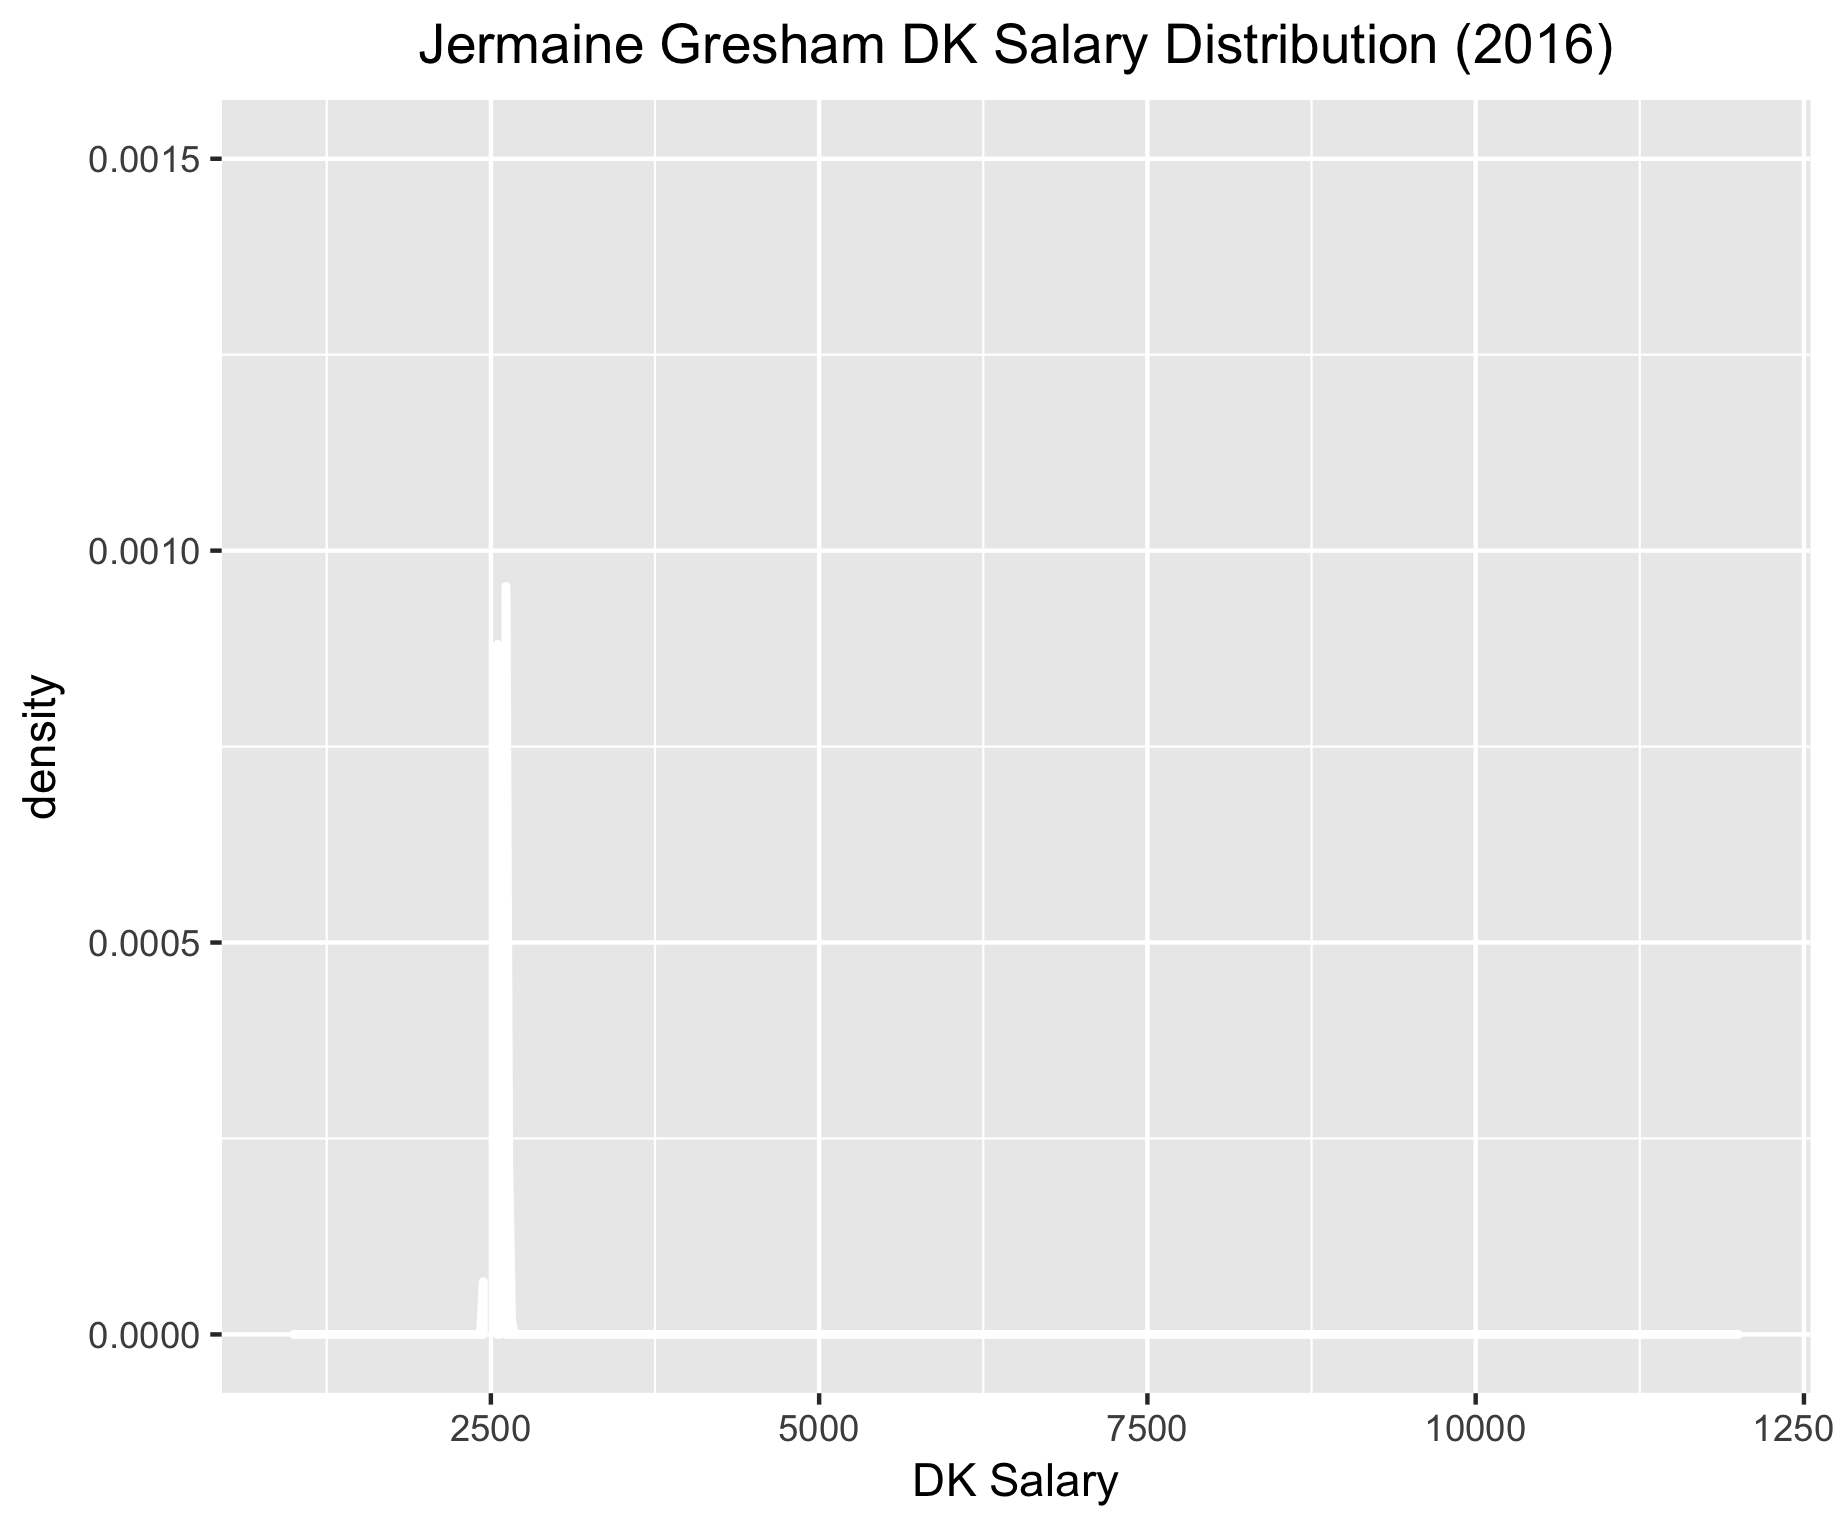 Jermaine Gresham DK Salary Distribution (2016)
0.0015
0.0010
0.0005
0.0000
density
2500 5000 7500 10000 1250
DK Salary